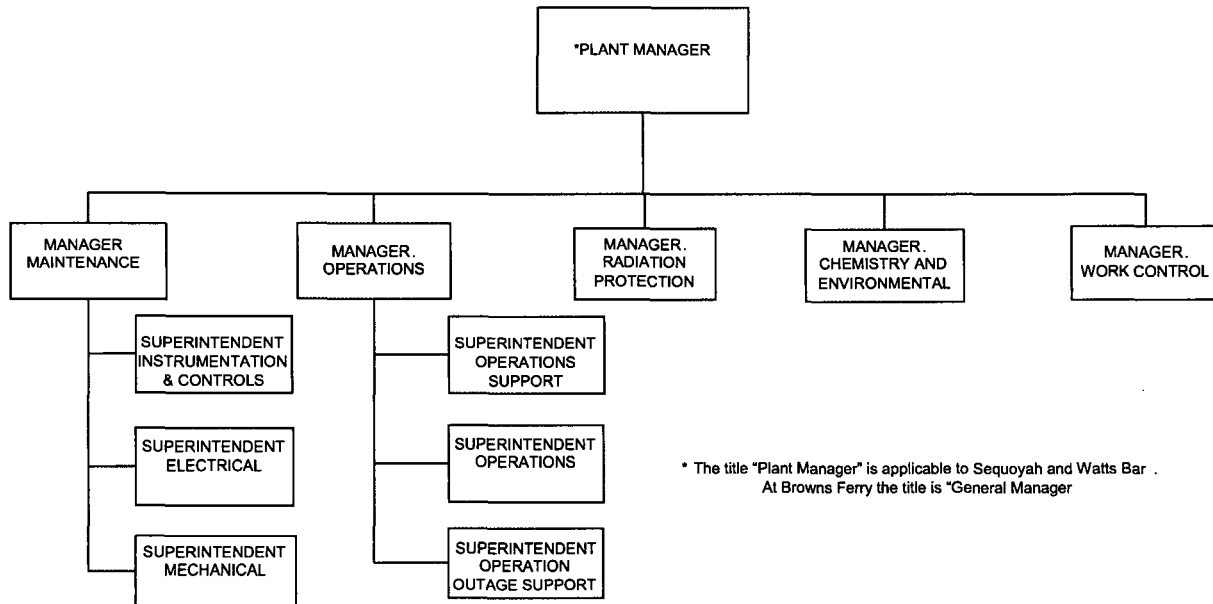 *PLANT MANAGER
MANAGER
MAINTENANCE
MANAGER.
OPERATIONS
MANAGER.
RADIATION
PROTECTION
MANAGER.
CHEMISTRY AND
ENVIRONMENTAL
MANAGER.
WORK CONTROL
SUPERINTENDENT
INSTRUMENTATION
& CONTROLS
SUPERINTENDENT
ELECTRICAL
SUPERINTENDENT
MECHANICAL
SUPERINTENDENT
OPERATIONS
SUPPORT
SUPERINTENDENT
OPERATIONS
SUPERINTENDENT
OPERATION
OUTAGE SUPPORT
* The title "Plant Manager" is applicable to Sequoyah and Watts Bar .
At Browns Ferry the title is "General Manager